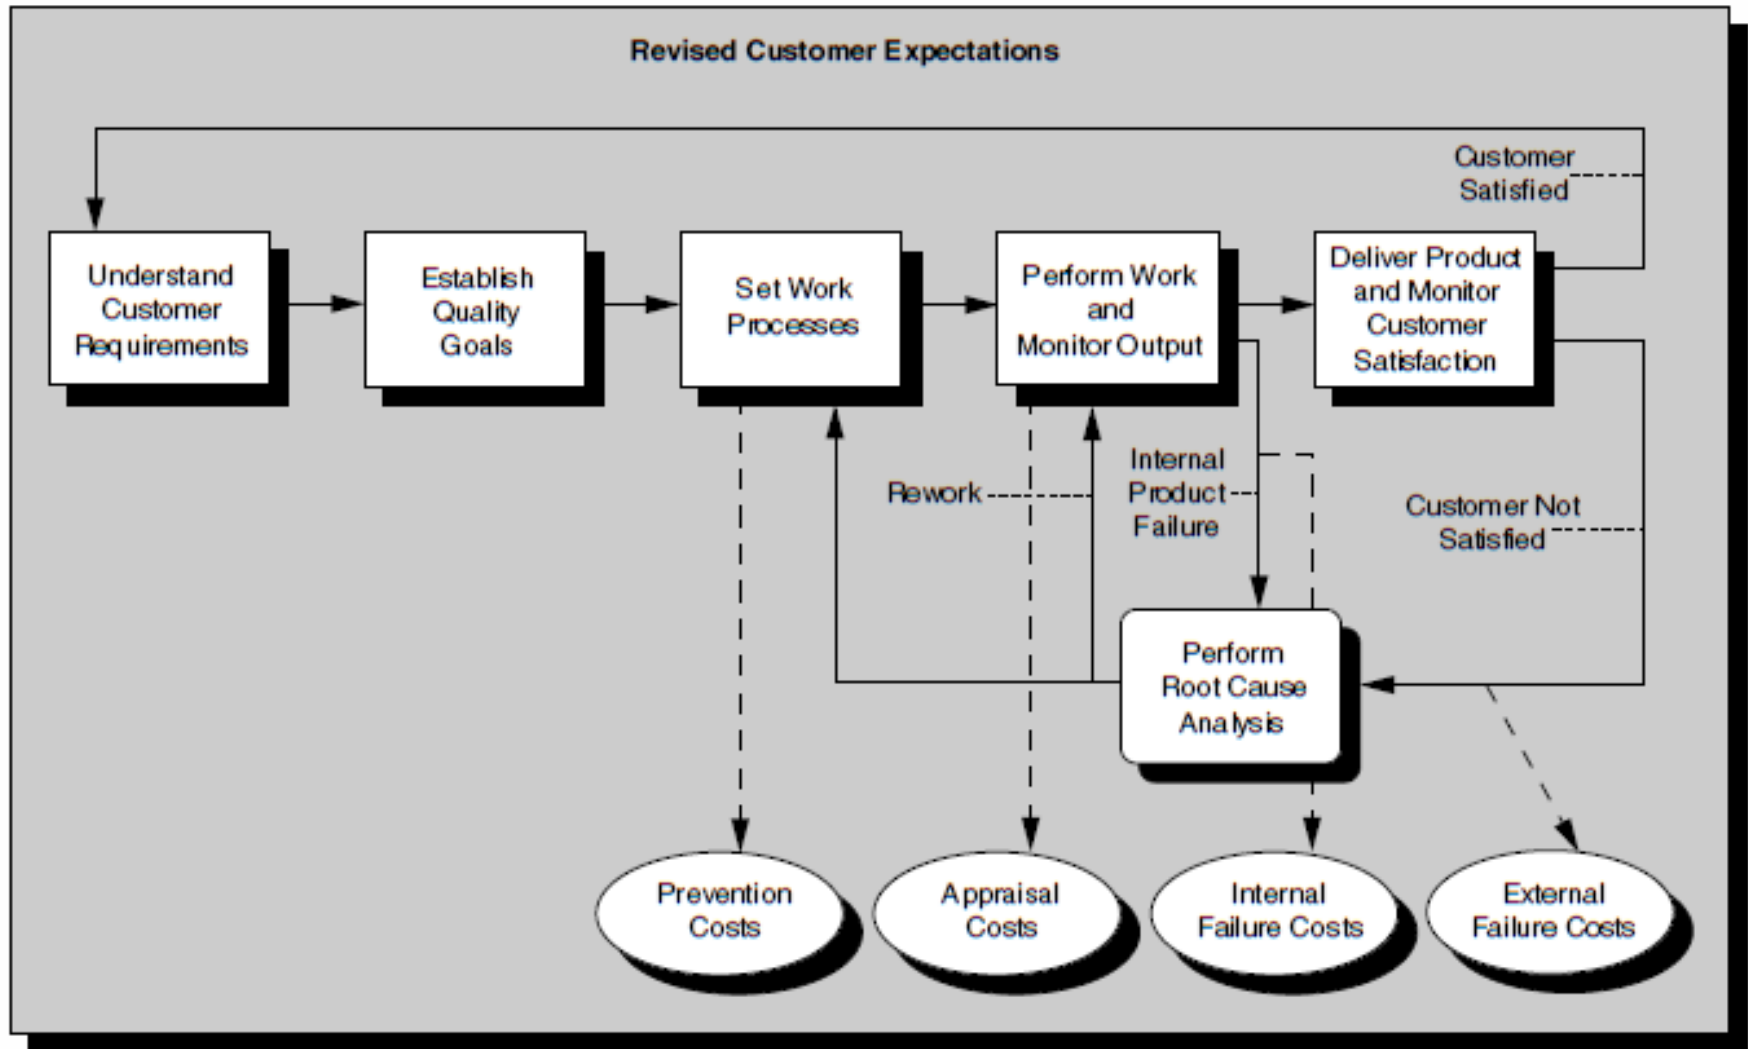 Revised Customer Expectations
Customer
Satisfied
Understand
Customer
Requirements
Establish
Quality
Goals
Set Work
Processes
Perform Work
and
Monitor Output
Deliver Product
and Monitor
Customer
Satisfaction
Rework
Internal
Product
Failure
Customer Not
Satisfied
Perform
Root Cause
Analysis
Prevention
Costs
Appraisal
Costs
Internal
Failure Costs
External
Failure Costs